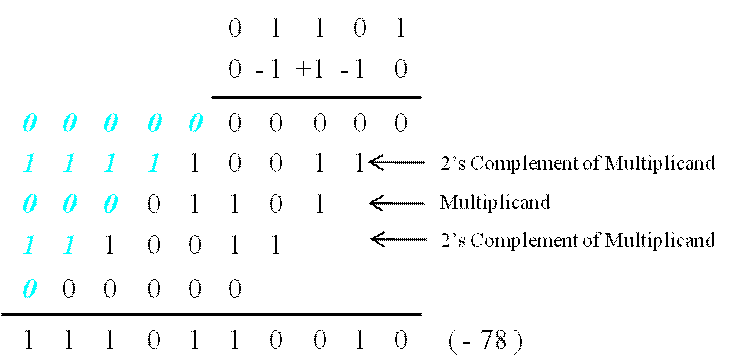 0 1 1 0 1
0 -1 +1 -1 0
0 0 0 0 0 0 0 0 0 0
1 1 1 1 1 0 0 1 1 2's Complement of Multiplicand
0 0 0 0 1 1 0 1 Multiplicand
1 1 1 0 0 1 1 2's Complement of Multiplicand
0 0 0 0 0 0
1 1 1 0 1 1 0 0 1 0 ( - 78 )